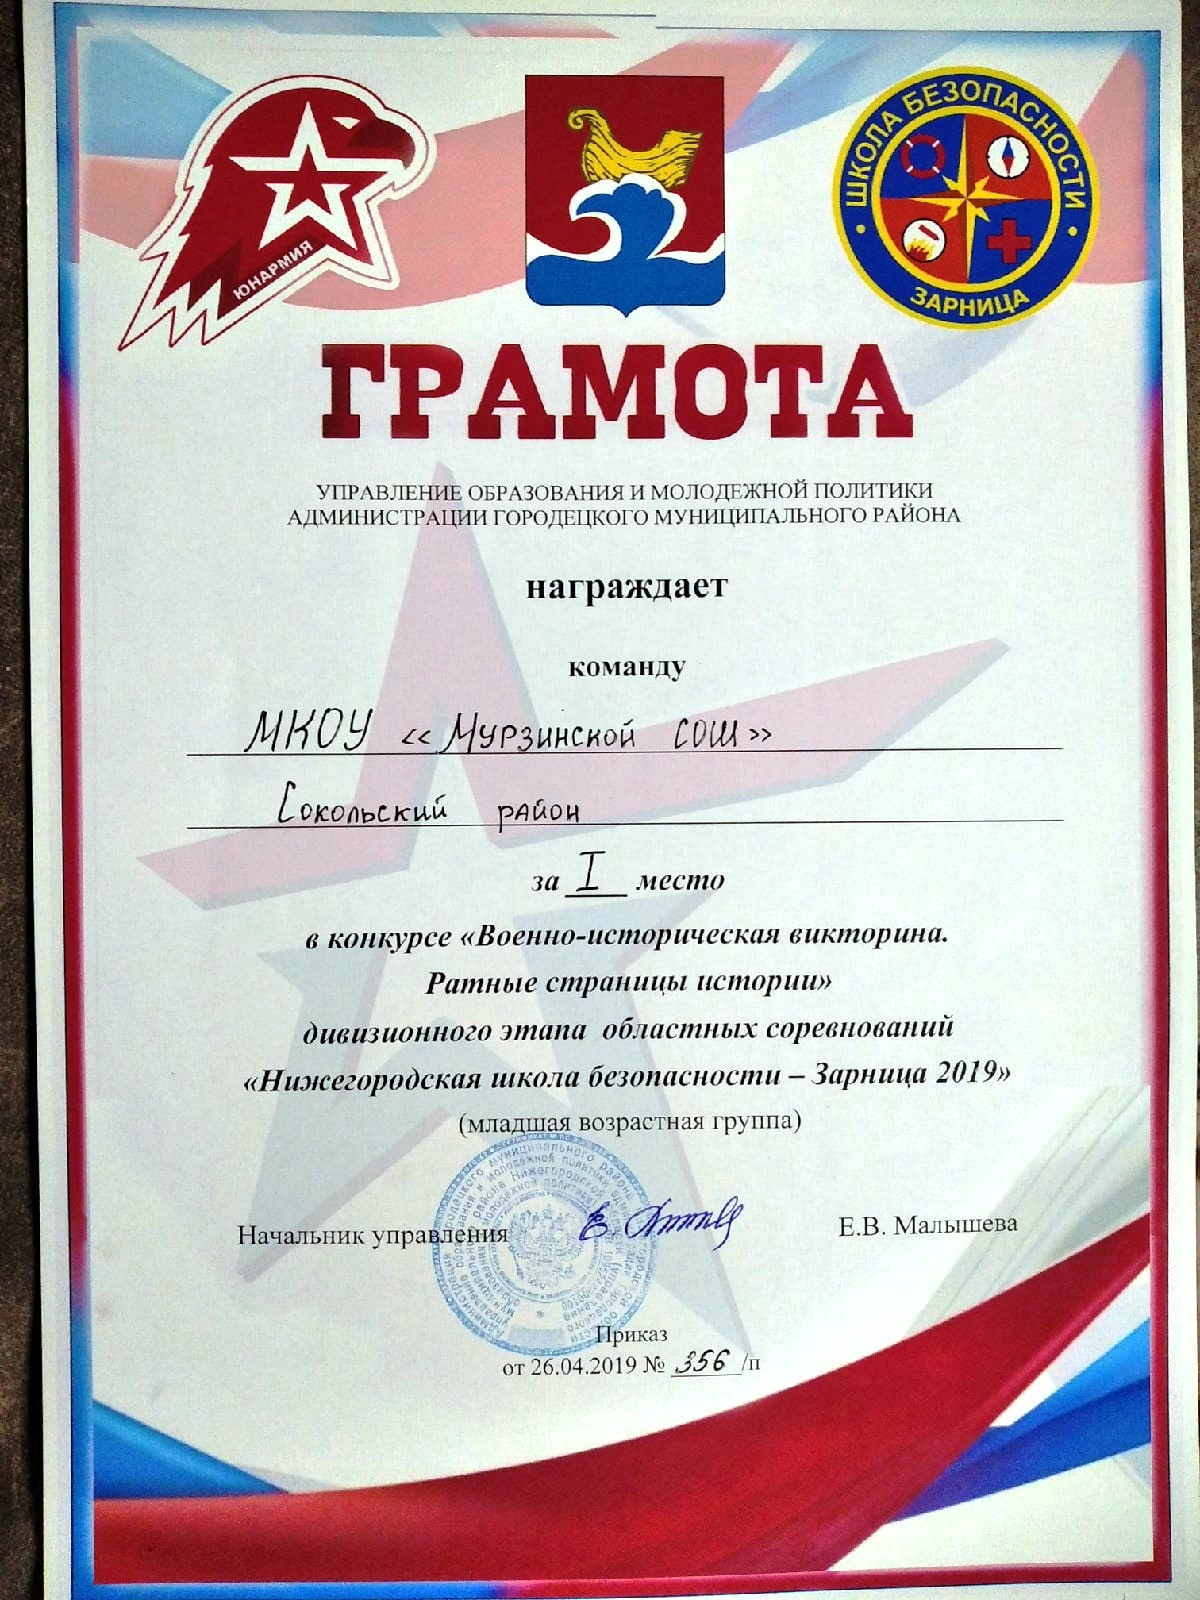 ЮНАРМИЯ
ШКОЛА БЕЗОПАСНОСТИ
ЗАРНИЦА
ГРАМОТА
УПРАВЛЕНИЕ ОБРАЗОВАНИЯ И МОЛОДЕЖНОЙ ПОЛИТИКИ
АДМИНИСТРАЦИИ ГОРОДЕЦКОГО МУНИЦИПАЛЬНОГО РАЙОНА
награждает
команду
МКОУ «Мурзинской СОШ»
Сокольский район
за I место
в конкурсе «Военно-историческая викторина.
Ратные страницы истории»
дивизионного этапа областных соревнований
«Нижегородская школа безопасности – Зарница 2019»
(младшая возрастная группа)
Начальник управления
Е.В. Малышева
Приказ
от 26.04.2019 № 356 /п